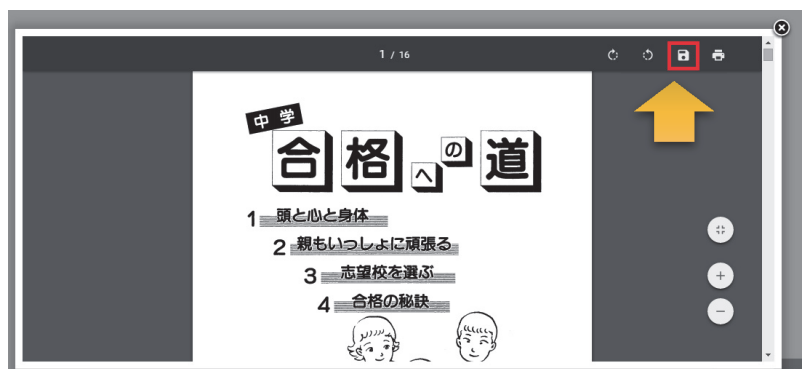 1 / 16
中学
合格への道
1 頭と心と身体
2 親もいっしょに頑張る
3 志望校を選ぶ
4 合格の秘訣